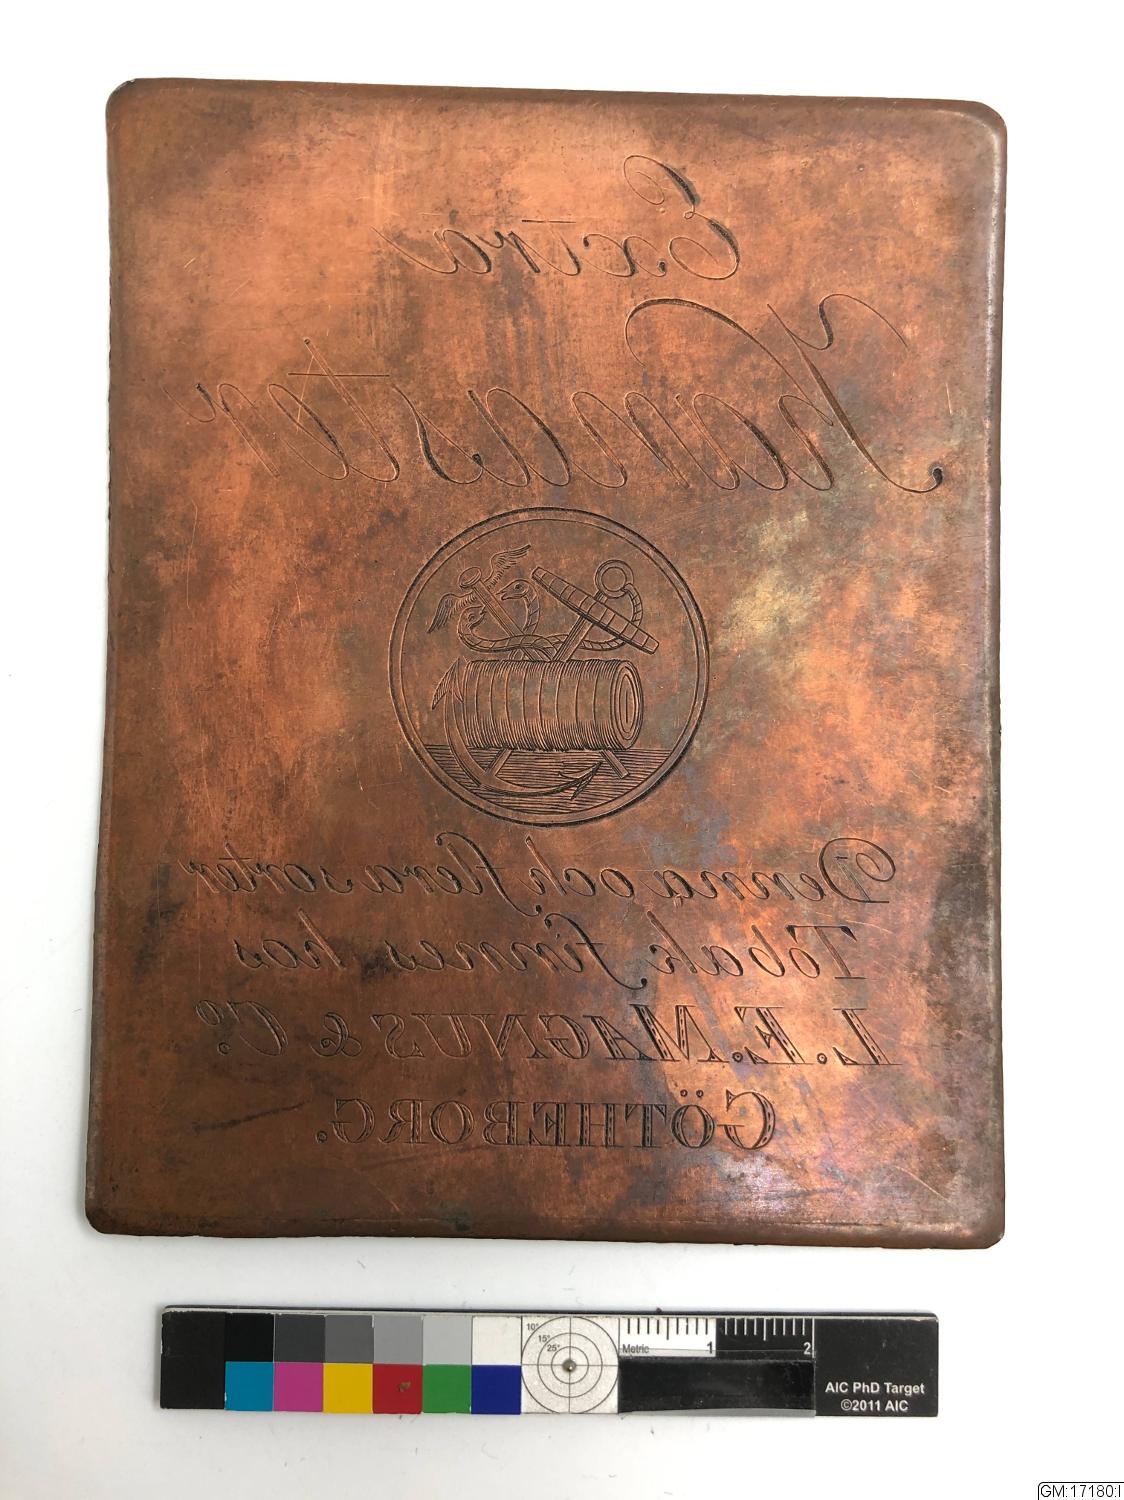 Extra
Kanaster
Denna och flera sorter
Tobak finnes hos
L. E. MAGNUS & Co.
GÖTHEBORG.
10°
15°
25°
Metric 1 2
AIC PhD Target
©2011 AIC
GM:17180:I